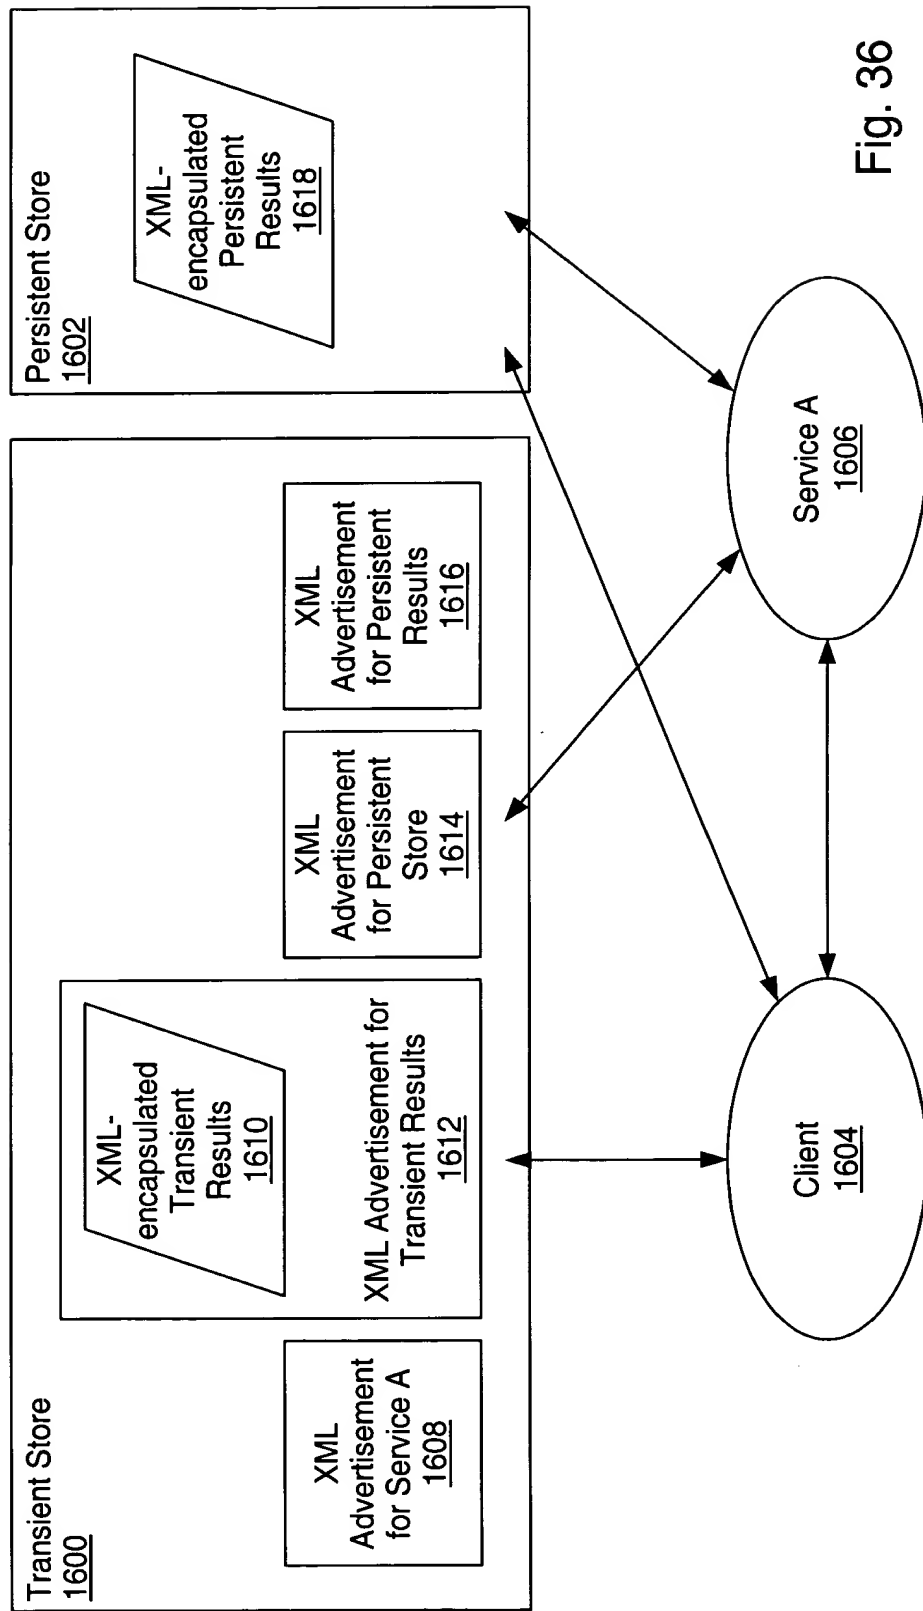 Transient Store
1600
XML
Advertisement
for Service A
1608
XML-
encapsulated
Transient
Results
1610
XML Advertisement for
Transient Results
1612
XML
Advertisement
for Persistent
Store
1614
XML
Advertisement
for Persistent
Results
1616
Persistent Store
1602
XML-
encapsulated
Persistent
Results
1618
Client
1604
Service A
1606
Fig. 36